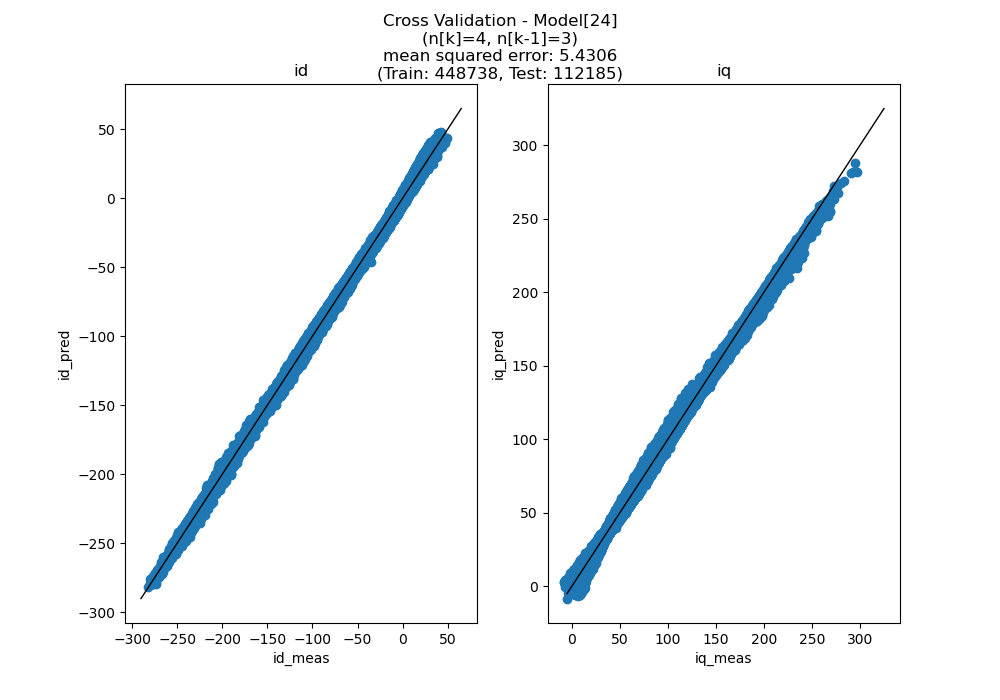 Cross Validation - Model[24]
(n[k]=4, n[k-1]=3)
mean squared error: 5.4306
(Train: 448738, Test: 112185)
id
50
0
−50
−100
−150
−200
−250
−300
id_pred
−300 −250 −200 −150 −100 −50 0 50
id_meas
iq
300
250
200
150
100
50
0
iq_pred
0 50 100 150 200 250 300
iq_meas